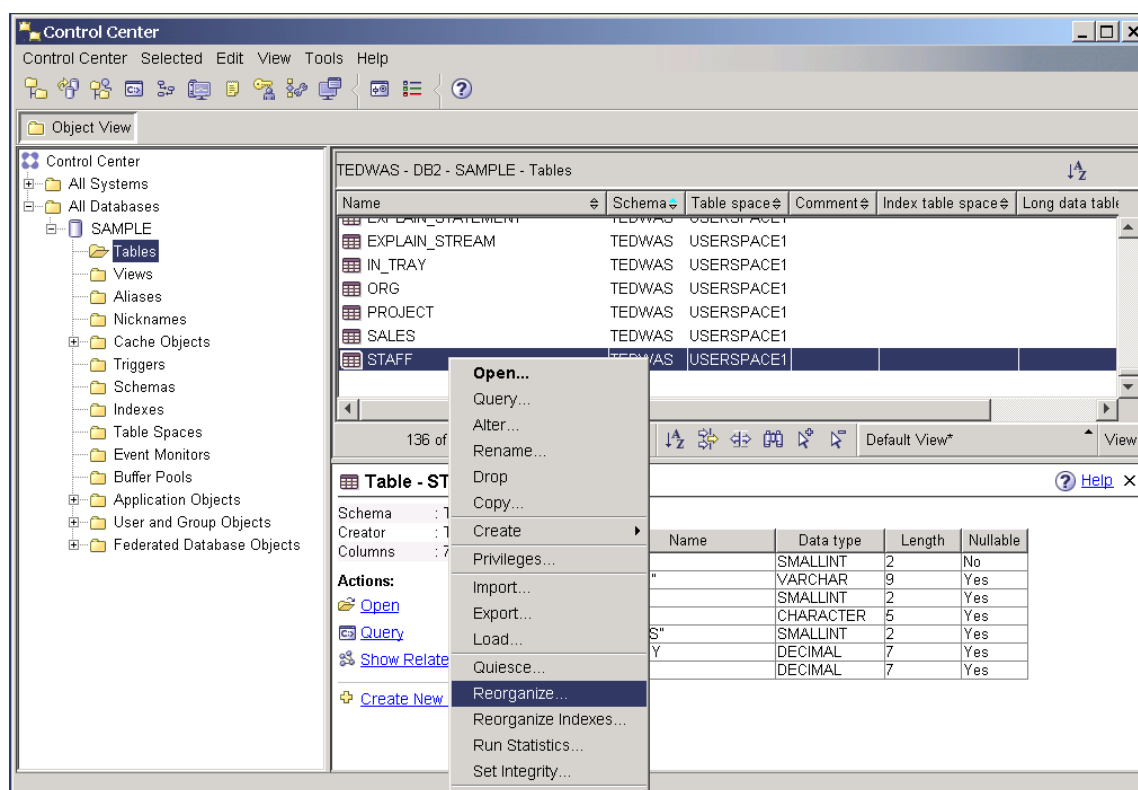 Control Center
Control Center Selected Edit View Tools Help
Object View
Control Center
All Systems
All Databases
SAMPLE
Tables
Views
Aliases
Nicknames
Cache Objects
Triggers
Schemas
Indexes
Table Spaces
Event Monitors
Buffer Pools
Application Objects
User and Group Objects
Federated Database Objects
TEDWAS - DB2 - SAMPLE - Tables
Name Schema Table space Comment Index table space Long data table
EXPLAIN_STATEMENT TEDWAS USERSPACE1
EXPLAIN_STREAM TEDWAS USERSPACE1
IN_TRAY TEDWAS USERSPACE1
ORG TEDWAS USERSPACE1
PROJECT TEDWAS USERSPACE1
SALES TEDWAS USERSPACE1
STAFF TEDWAS USERSPACE1
136 of
Default View*
View
Open...
Query...
Alter...
Rename...
Drop
Copy...
Create
Privileges...
Import...
Export...
Load...
Quiesce...
Reorganize...
Reorganize Indexes...
Run Statistics...
Set Integrity...
Table - ST
Help
Schema : T
Creator : T
Columns : 7
Actions:
Open
Query
Show Relate
Create New
Name Data type Length Nullable
SMALLINT 2 No
" VARCHAR 9 Yes
SMALLINT 2 Yes
CHARACTER 5 Yes
S" SMALLINT 2 Yes
Y DECIMAL 7 Yes
DECIMAL 7 Yes